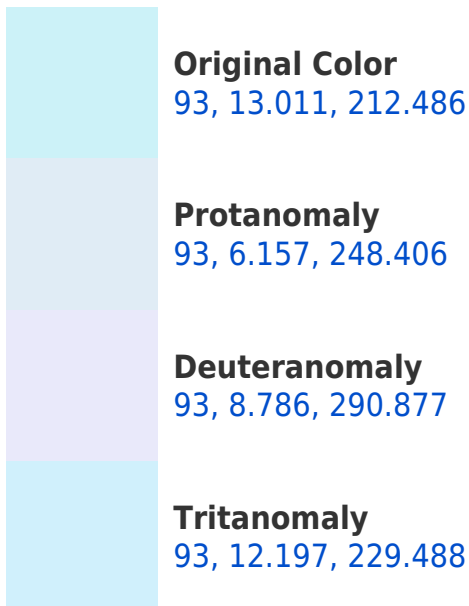 Original Color
93, 13.011, 212.486
Protanomaly
93, 6.157, 248.406
Deuteranomaly
93, 8.786, 290.877
Tritanomaly
93, 12.197, 229.488